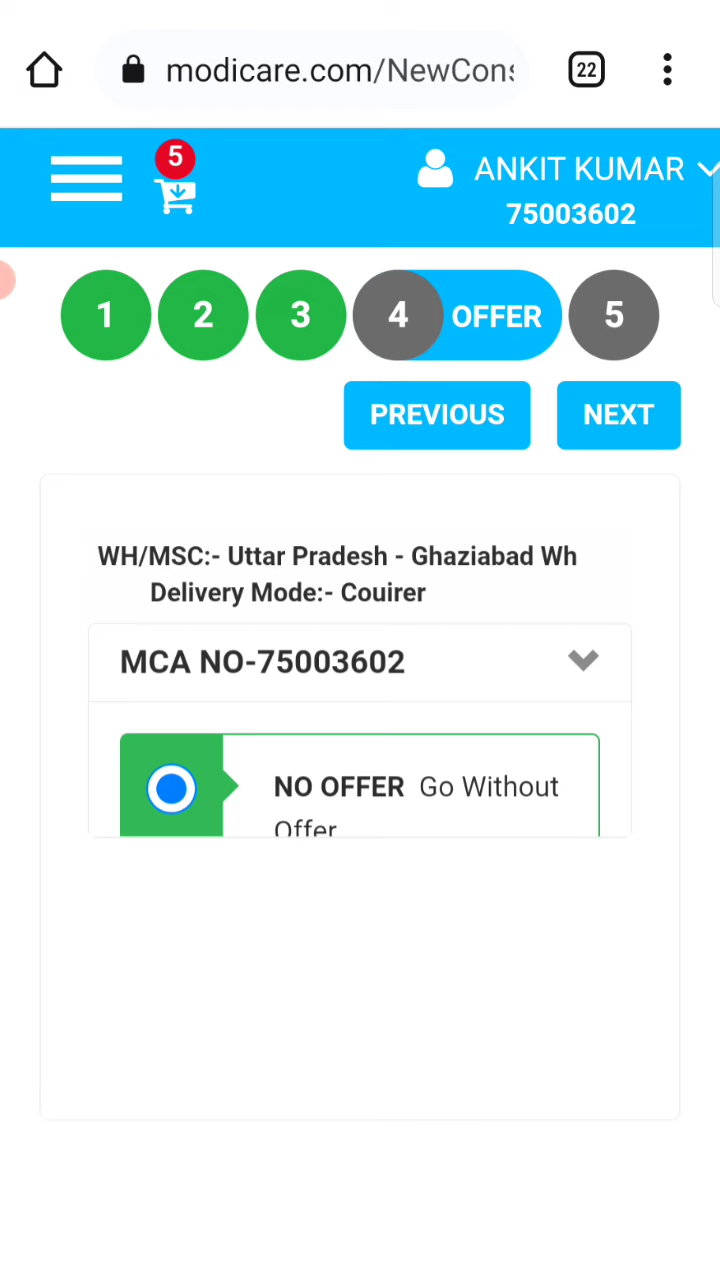 modicare.com/NewCons
22
5
ANKIT KUMAR
75003602
1 2 3 4 OFFER 5
PREVIOUS NEXT
WH/MSC:- Uttar Pradesh - Ghaziabad Wh
Delivery Mode:- Couirer
MCA NO-75003602
NO OFFER Go Without
Offer